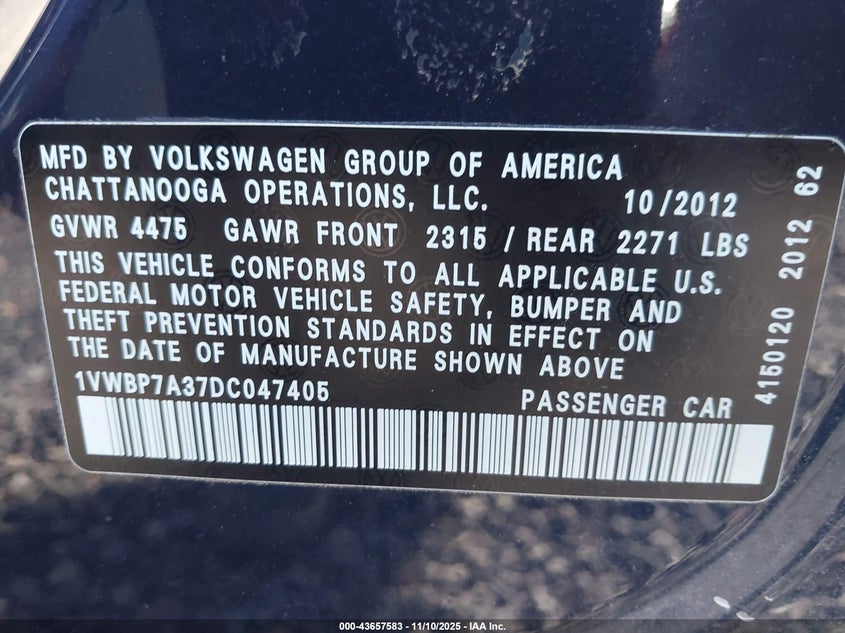 MFD BY VOLKSWAGEN GROUP OF AMERICA
CHATTANOOGA OPERATIONS, LLC. 10/2012
GVWR 4475 GAWR FRONT 2315 / REAR 2271 LBS
THIS VEHICLE CONFORMS TO ALL APPLICABLE U.S.
FEDERAL MOTOR VEHICLE SAFETY, BUMPER AND
THEFT PREVENTION STANDARDS IN EFFECT ON
THE DATE OF MANUFACTURE SHOWN ABOVE
1VWBP7A37DC047405 PASSENGER CAR
4150120 2012 62
000-43657583 — 11/10/2025 — IAA Inc.